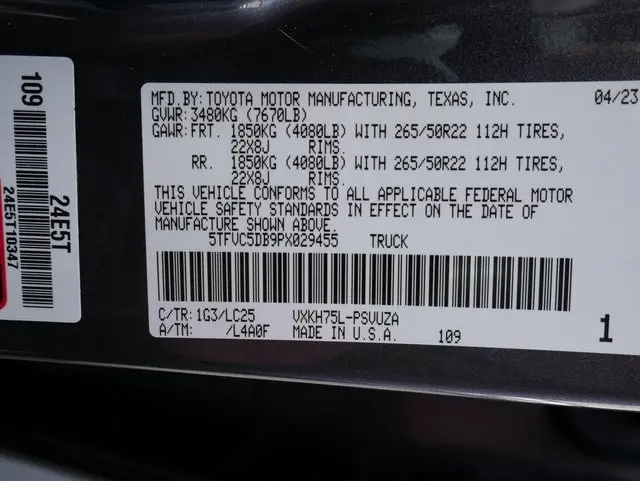 MFD.BY: TOYOTA MOTOR MANUFACTURING, TEXAS, INC. 04/23
GVWR: 3480KG (7670LB)
GAWR: FRT. 1850KG (4080LB) WITH 265/50R22 112H TIRES,
22X8J RIMS.
RR. 1850KG (4080LB) WITH 265/50R22 112H TIRES,
22X8J RIMS.
THIS VEHICLE CONFORMS TO ALL APPLICABLE FEDERAL MOTOR
VEHICLE SAFETY STANDARDS IN EFFECT ON THE DATE OF
MANUFACTURE SHOWN ABOVE.
5TFVC5DB9PX029455 TRUCK
C/TR: 1G3/LC25 VXKH75L-PSVUZA
A/TM: /L4A0F MADE IN U.S.A. 109
1
109
24E5T
24E5T10347